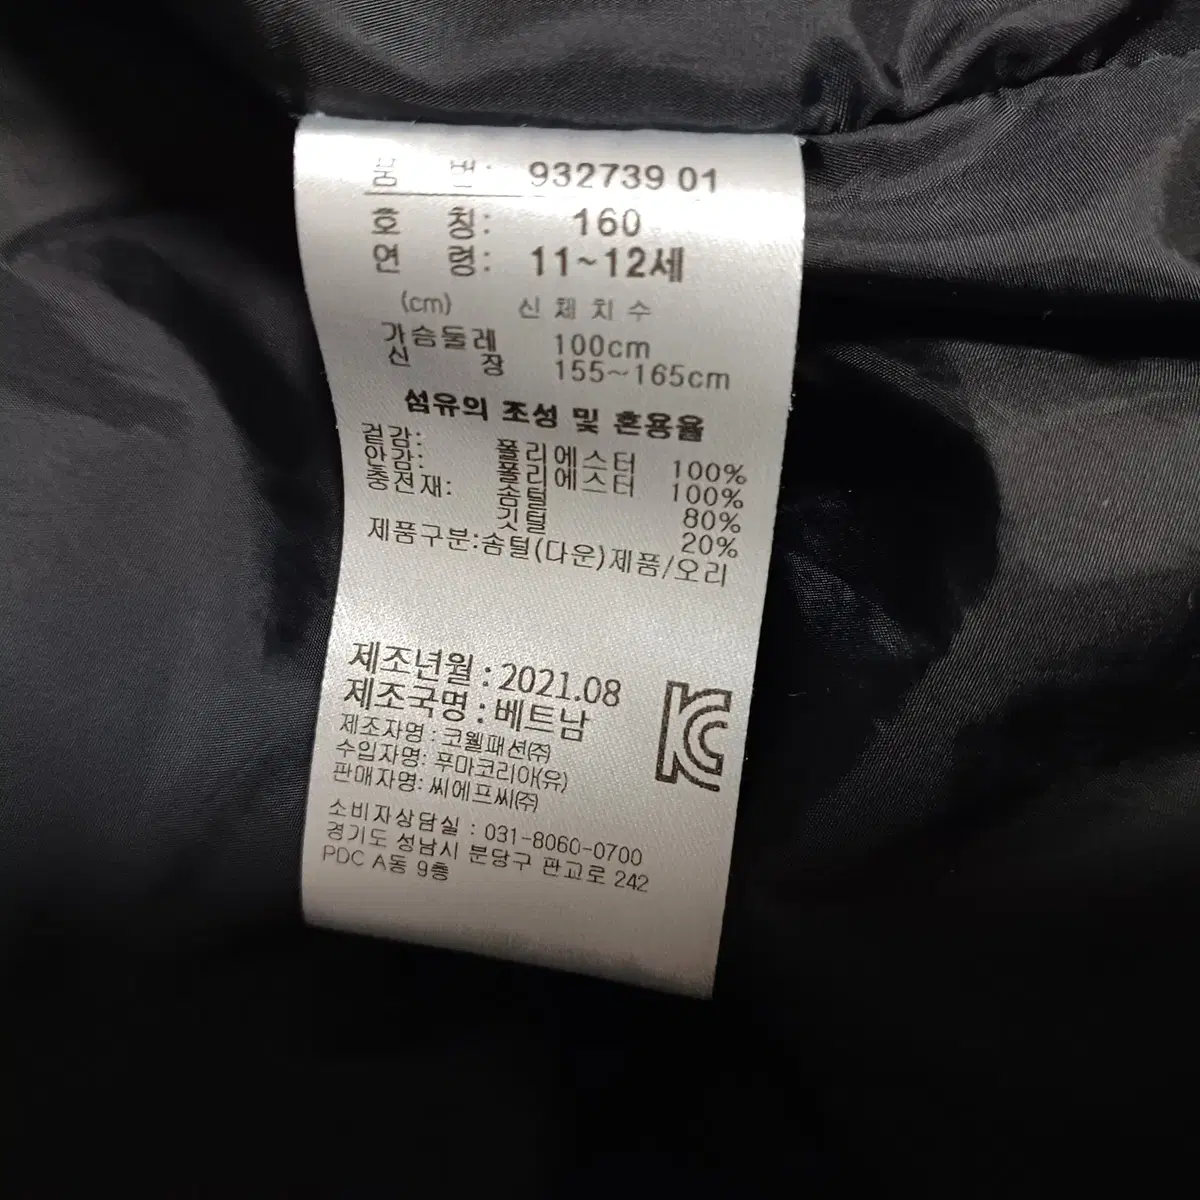 품 번: 932739 01
호 칭: 160
연 령: 11~12세
(cm) 신체치수
가슴둘레 100cm
신 장 155~165cm
섬유의 조성 및 혼용율
겉감: 폴리에스터 100%
안감: 폴리에스터 100%
충전재: 솜털 80%
깃털 20%
제품구분:솜털(다운)제품/오리
제조년월 : 2021.08
제조국명 : 베트남
제조자명 : 코웰패션㈜
수입자명: 푸마코리아(유)
판매자명: 씨에프씨㈜
소비자상담실 : 031-8060-0700
경기도 성남시 분당구 판교로 242
PDC A동 9층
KC